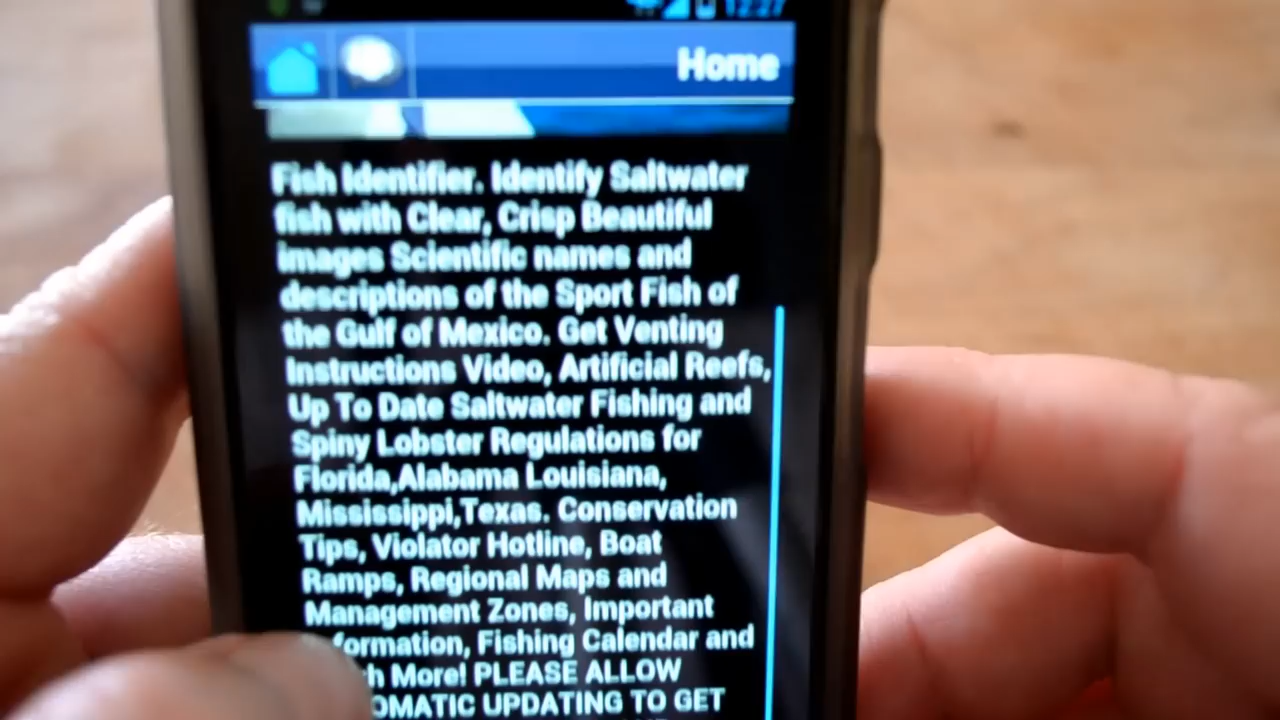 12:27
Home
Fish Identifier. Identify Saltwater
fish with Clear, Crisp Beautiful
images Scientific names and
descriptions of the Sport Fish of
the Gulf of Mexico. Get Venting
Instructions Video, Artificial Reefs,
Up To Date Saltwater Fishing and
Spiny Lobster Regulations for
Florida,Alabama Louisiana,
Mississippi,Texas. Conservation
Tips, Violator Hotline, Boat
Ramps, Regional Maps and
Management Zones, Important
formation, Fishing Calendar and
h More! PLEASE ALLOW
OMATIC UPDATING TO GET